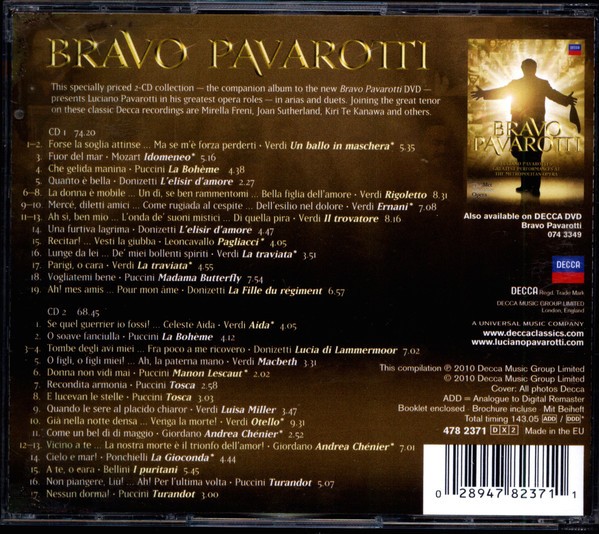 BRAVO PAVAROTTI
This specially priced 2-CD collection — the companion album to the new Bravo Pavarotti DVD —
presents Luciano Pavarotti in his greatest opera roles — in arias and duets. Joining the great tenor
on these classic Decca recordings are Mirella Freni, Joan Sutherland, Kiri Te Kanawa and others.
CD 1 74.20
1–2. Forse la soglia attinse ... Ma se m'è forza perderti · Verdi Un ballo in maschera* 5.35
3. Fuor del mar · Mozart Idomeneo* 5.16
4. Che gelida manina · Puccini La Bohème 4.38
5. Quanto è bella · Donizetti L'elisir d'amore 2.27
6–8. La donna è mobile ... Un dì, se ben rammentomi ... Bella figlia dell'amore · Verdi Rigoletto 8.31
9–10. Mercé, diletti amici ... Come rugiada al cespite ... Dell'esilio nel dolore · Verdi Ernani* 7.08
11–13. Ah sì, ben mio ... L'onda de' suoni mistici ... Di quella pira · Verdi Il trovatore 8.16
14. Una furtiva lagrima · Donizetti L'elisir d'amore 4.47
15. Recitar! ... Vesti la giubba · Leoncavallo Pagliacci* 4.05
16. Lunge da lei ... De' miei bollenti spiriti · Verdi La traviata* 3.51
17. Parigi, o cara · Verdi La traviata* 4.55
18. Vogliatemi bene · Puccini Madama Butterfly 7.54
19. Ah! mes amis ... Pour mon âme · Donizetti La Fille du régiment 6.57
CD 2 68.45
1. Se quel guerrier io fossi! ... Celeste Aida · Verdi Aida* 4.05
2. O soave fanciulla · Puccini La Bohème 4.12
3–4. Tombe degli avi miei ... Fra poco a me ricovero · Donizetti Lucia di Lammermoor 7.02
5. O figli, o figli miei! ... Ah, la paterna mano · Verdi Macbeth 3.31
6. Donna non vidi mai · Puccini Manon Lescaut* 2.21
7. Recondita armonia · Puccini Tosca 2.58
8. E lucevan le stelle · Puccini Tosca 3.03
9. Quando le sere al placido chiaror · Verdi Luisa Miller 3.47
10. Già nella notte densa ... Venga la morte! · Verdi Otello* 9.30
11. Come un bel dì di maggio · Giordano Andrea Chénier* 2.52
12–13. Vicino a te ... La nostra morte è il trionfo dell'amor! · Giordano Andrea Chénier* 7.01
14. Cielo e mar! · Ponchielli La Gioconda* 4.44
15. A te, o cara · Bellini I puritani 5.45
16. Non piangere, Liù! ... Ah! Per l'ultima volta · Puccini Turandot 5.12
17. Nessun dorma! · Puccini Turandot 3.00
DECCA
BRAVO
PAVAROTTI
LUCIANO PAVAROTTI
GREATEST PERFORMANCES AT
THE METROPOLITAN OPERA
Also available on DECCA DVD
Bravo Pavarotti
074 3349
DECCA
DECCA Regd. Trade Mark
DECCA MUSIC GROUP LIMITED
London, England
A UNIVERSAL MUSIC COMPANY
www.deccaclassics.com
www.lucianopavarotti.com
This compilation ℗ 2010 Decca Music Group Limited
© 2010 Decca Music Group Limited
Cover: All photos Decca
ADD = Analogue to Digital Remaster
Booklet enclosed · Brochure incluse · Mit Beiheft
Total timing 143.05 ADD / DDD*
478 2371 DX2 Made in the EU
0 28947 82371 1